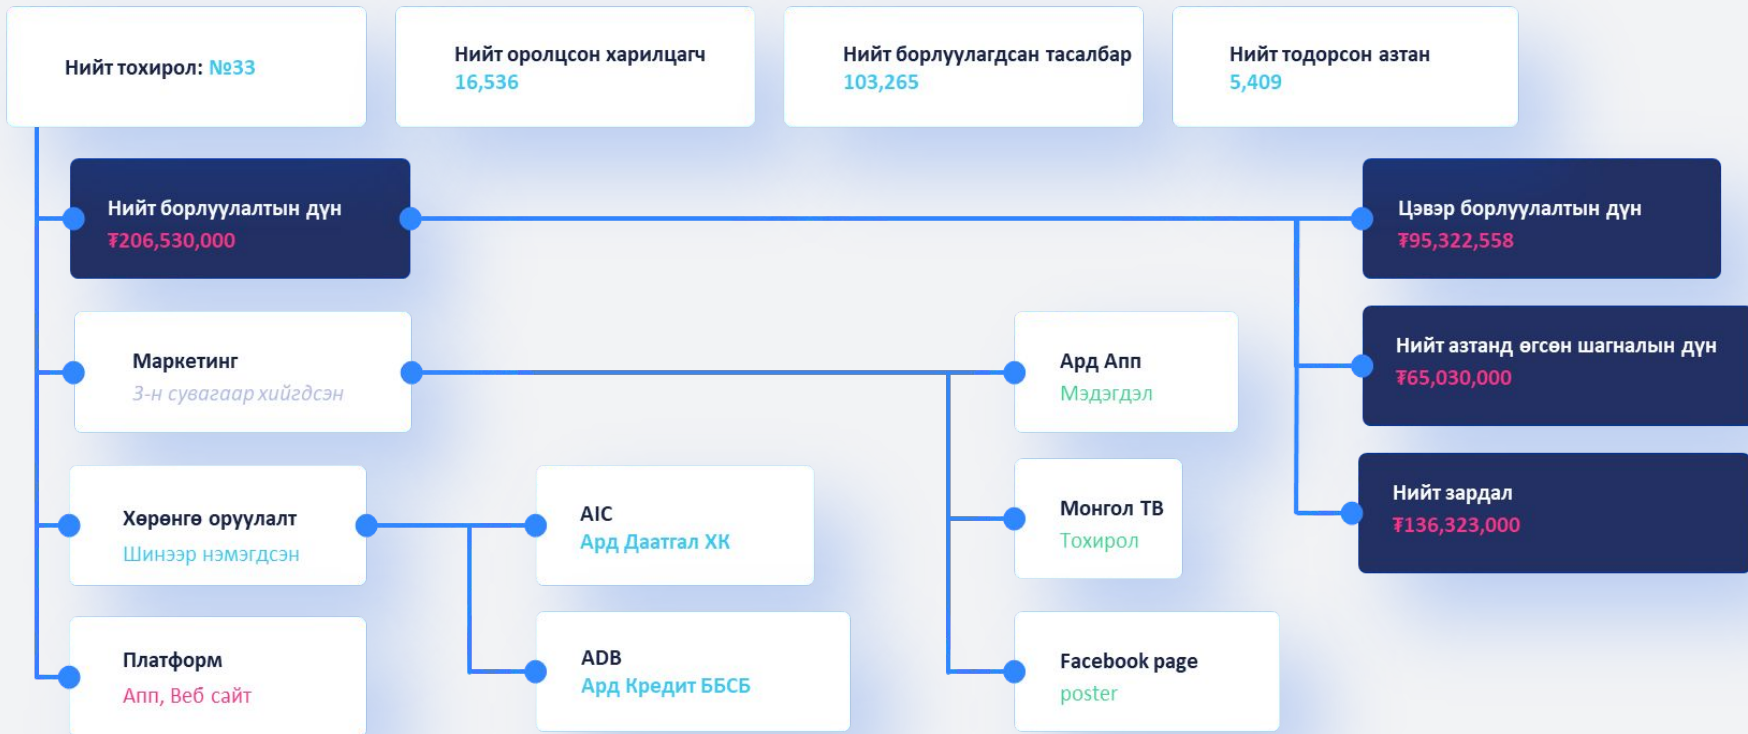 Нийт тохирол: №33
Нийт оролцсон харилцагч
16,536
Нийт борлуулагдсан тасалбар
103,265
Нийт тодорсон азтан
5,409
Нийт борлуулалтын дүн
₮206,530,000
Цэвэр борлуулалтын дүн
₮95,322,558
Нийт азтанд өгсөн шагналын дүн
₮65,030,000
Нийт зардал
₮136,323,000
Маркетинг
3-н сувагаар хийгдсэн
Ард Апп
Мэдэгдэл
Монгол ТВ
Тохирол
Facebook page
poster
Хөрөнгө оруулалт
Шинээр нэмэгдсэн
AIC
Ард Даатгал ХК
ADB
Ард Кредит ББСБ
Платформ
Апп, Веб сайт